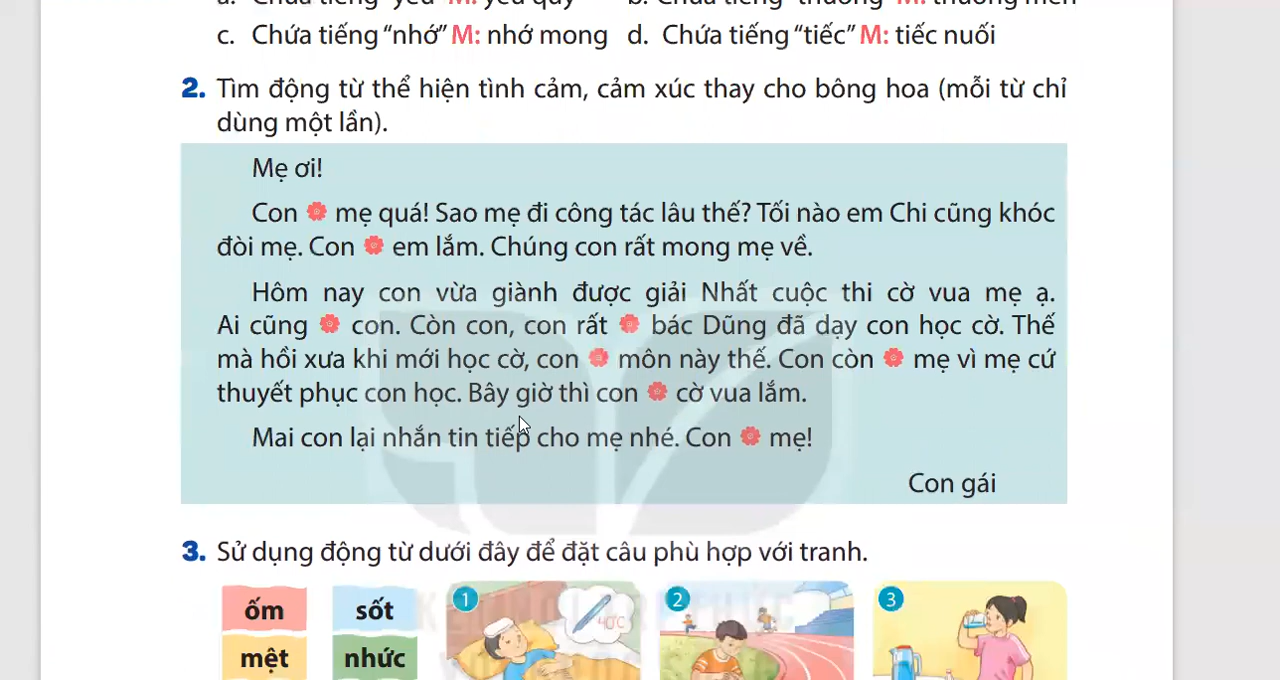 c. Chứa tiếng “nhớ” M: nhớ mong d. Chứa tiếng “tiếc” M: tiếc nuối
2. Tìm động từ thể hiện tình cảm, cảm xúc thay cho bông hoa (mỗi từ chỉ
dùng một lần).
Mẹ ơi!
Con mẹ quá! Sao mẹ đi công tác lâu thế? Tối nào em Chi cũng khóc
đòi mẹ. Con em lắm. Chúng con rất mong mẹ về.
Hôm nay con vừa giành được giải Nhất cuộc thi cờ vua mẹ ạ.
Ai cũng con. Còn con, con rất bác Dũng đã dạy con học cờ. Thế
mà hồi xưa khi mới học cờ, con môn này thế. Con còn mẹ vì mẹ cứ
thuyết phục con học. Bây giờ thì con cờ vua lắm.
Mai con lại nhắn tin tiếp cho mẹ nhé. Con mẹ!
Con gái
3. Sử dụng động từ dưới đây để đặt câu phù hợp với tranh.
ốm sốt 1 40°C 2 3
mệt nhức